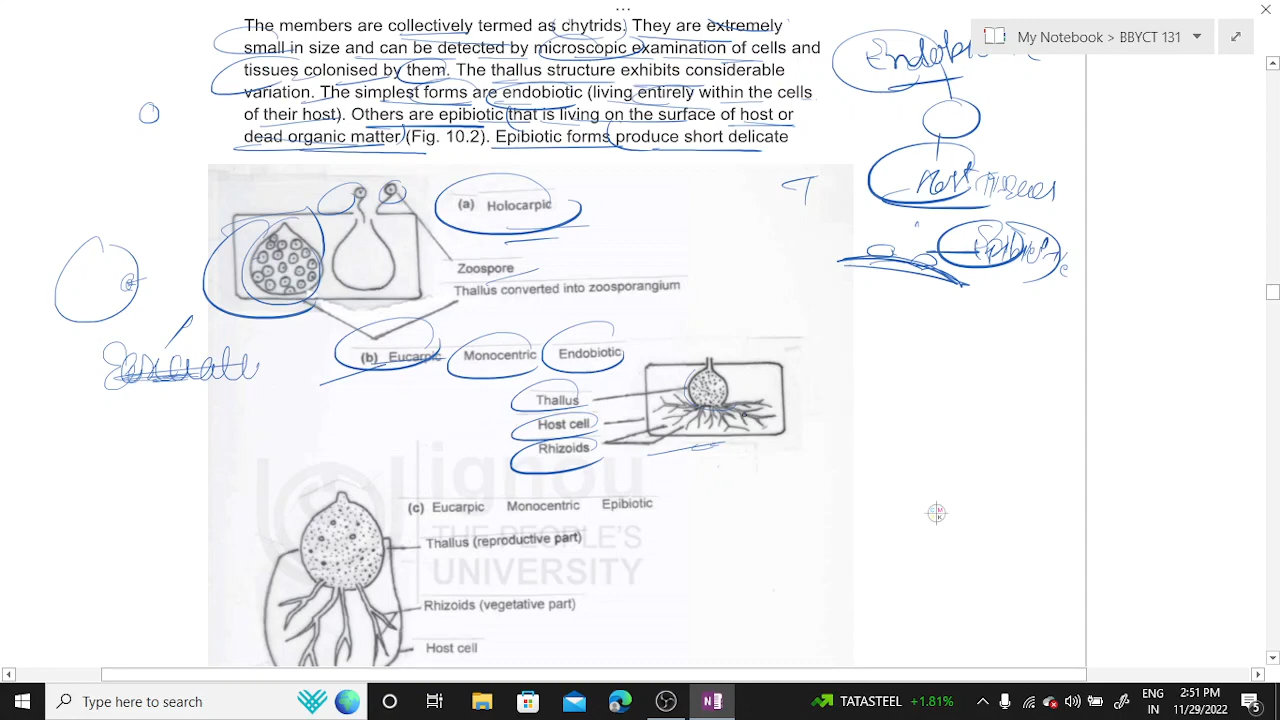 The members are collectively termed as chytrids. They are extremely
small in size and can be detected by microscopic examination of cells and
tissues colonised by them. The thallus structure exhibits considerable
variation. The simplest forms are endobiotic (living entirely within the cells
of their host). Others are epibiotic (that is living on the surface of host or
dead organic matter (Fig. 10.2). Epibiotic forms produce short delicate
My Notebook > BBYCT 131
(a) Holocarpic
Zoospore
Thallus converted into zoosporangium
(b) Eucarpic Monocentric Endobiotic
Thallus
Host cell
Rhizoids
ignou
THE PEOPLE'S
UNIVERSITY
(c) Eucarpic Monocentric Epibiotic
Thallus (reproductive part)
Rhizoids (vegetative part)
Host cell
Type here to search
TATASTEEL +1.81%
ENG
IN
2:51 PM
11/29/2022
5